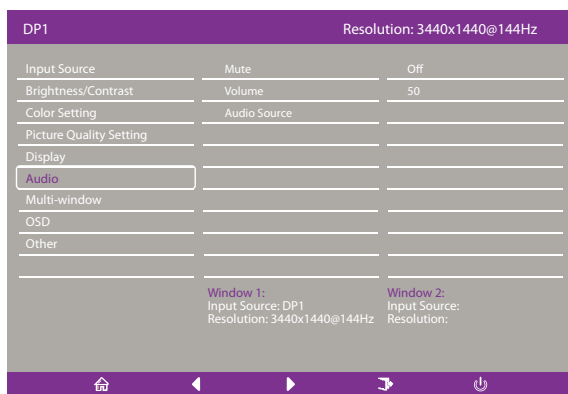 DP1 Resolution: 3440x1440@144Hz
Input Source Mute Off
Brightness/Contrast Volume 50
Color Setting Audio Source
Picture Quality Setting
Display
Audio
Multi-window
OSD
Other
Window 1: Window 2:
Input Source: DP1 Input Source:
Resolution: 3440x1440@144Hz Resolution: